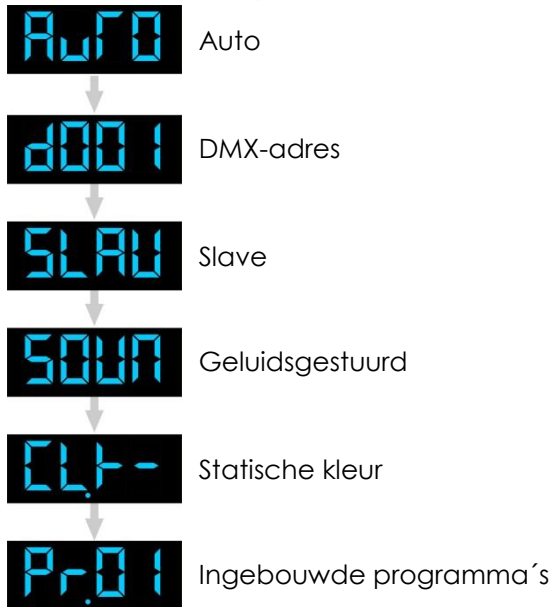 AuTO Auto
d001 DMX-adres
SLAU Slave
SOUN Geluidsgestuurd
CL.- Statische kleur
Pr.01 Ingebouwde programma´s